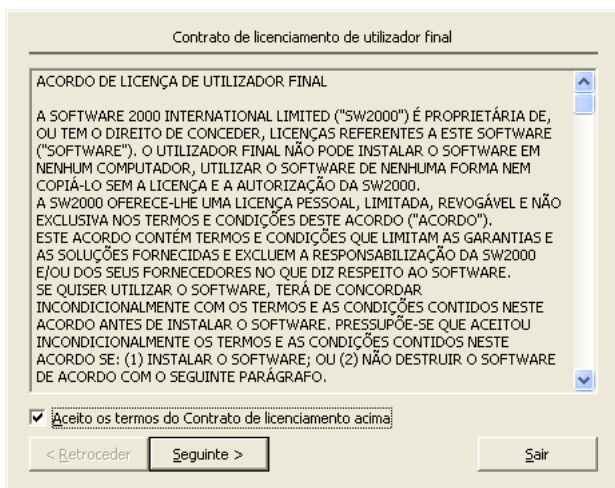 Contrato de licenciamento de utilizador final
ACORDO DE LICENÇA DE UTILIZADOR FINAL
A SOFTWARE 2000 INTERNATIONAL LIMITED ("SW2000") É PROPRIETÁRIA DE,
OU TEM O DIREITO DE CONCEDER, LICENÇAS REFERENTES A ESTE SOFTWARE
("SOFTWARE"). O UTILIZADOR FINAL NÃO PODE INSTALAR O SOFTWARE EM
NENHUM COMPUTADOR, UTILIZAR O SOFTWARE DE NENHUMA FORMA NEM
COPIÁ-LO SEM A LICENÇA E A AUTORIZAÇÃO DA SW2000.
A SW2000 OFERECE-LHE UMA LICENÇA PESSOAL, LIMITADA, REVOGÁVEL E NÃO
EXCLUSIVA NOS TERMOS E CONDIÇÕES DESTE ACORDO ("ACORDO").
ESTE ACORDO CONTÉM TERMOS E CONDIÇÕES QUE LIMITAM AS GARANTIAS E
AS SOLUÇÕES FORNECIDAS E EXCLUEM A RESPONSABILIZAÇÃO DA SW2000
E/OU DOS SEUS FORNECEDORES NO QUE DIZ RESPEITO AO SOFTWARE.
SE QUISER UTILIZAR O SOFTWARE, TERÁ DE CONCORDAR
INCONDICIONALMENTE COM OS TERMOS E AS CONDIÇÕES CONTIDOS NESTE
ACORDO ANTES DE INSTALAR O SOFTWARE. PRESSUPÕE-SE QUE ACEITOU
INCONDICIONALMENTE OS TERMOS E AS CONDIÇÕES CONTIDOS NESTE
ACORDO SE: (1) INSTALAR O SOFTWARE; OU (2) NÃO DESTRUIR O SOFTWARE
DE ACORDO COM O SEGUINTE PARÁGRAFO.
Aceito os termos do Contrato de licenciamento acima
< Retroceder Seguinte > Sair